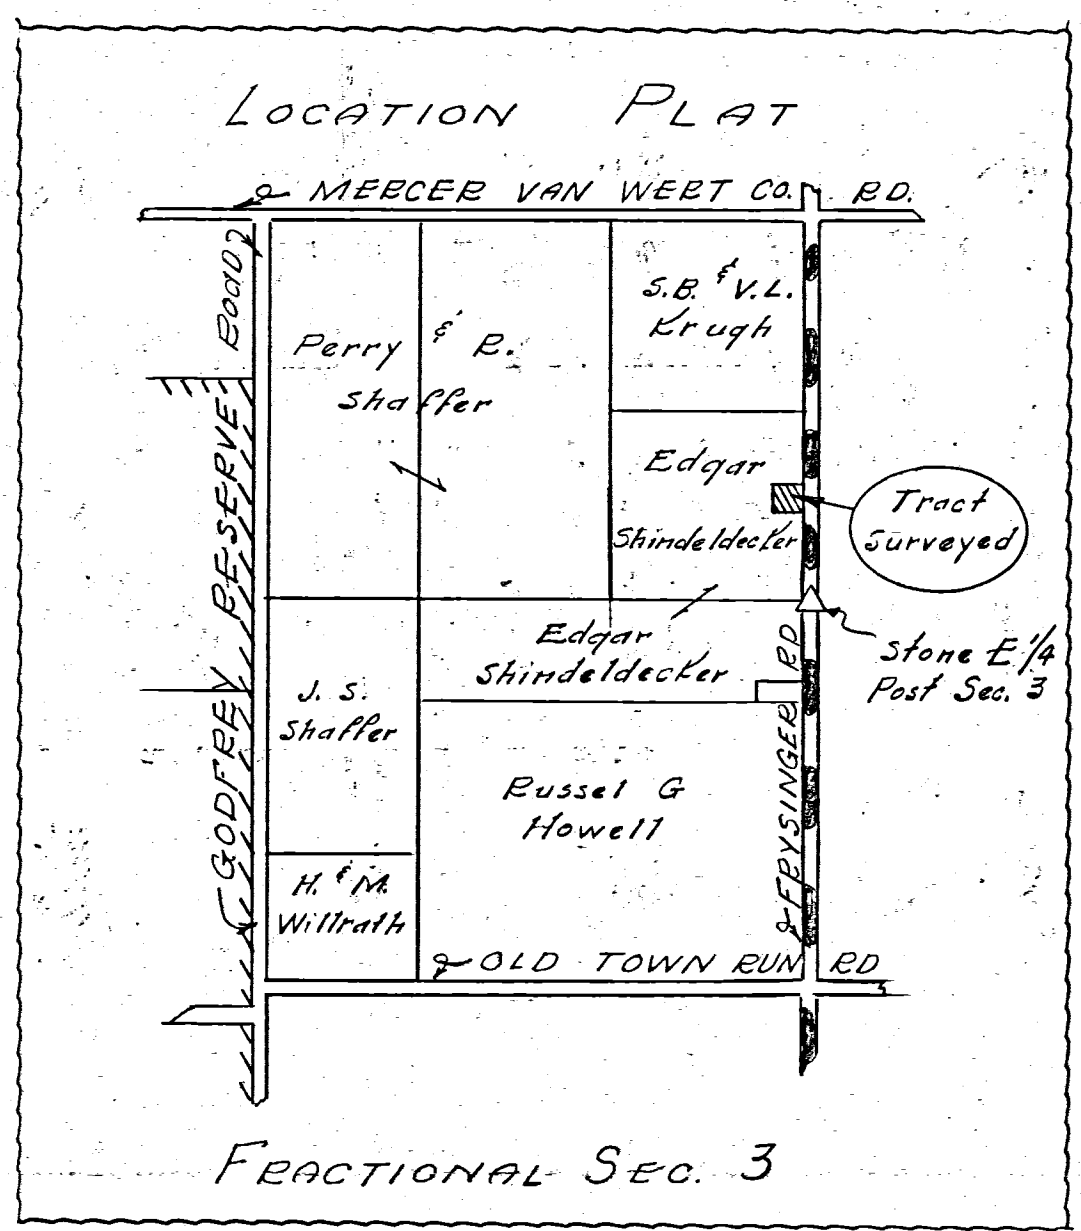 LOCATION PLAT
MERCER VAN WERT CO. RD.
GODFREY RESERVE ROAD
S.B. & V.L.
Krugh
Perry & R.
Shaffer
Edgar
Shindeldecker
Tract
Surveyed
Edgar
Shindeldecker
Stone E 1/4
Post Sec. 3
J. S.
Shaffer
FRYSINGER RD
Russel G
Howell
H. & M.
Willrath
OLD TOWN RUN RD
FRACTIONAL SEC. 3